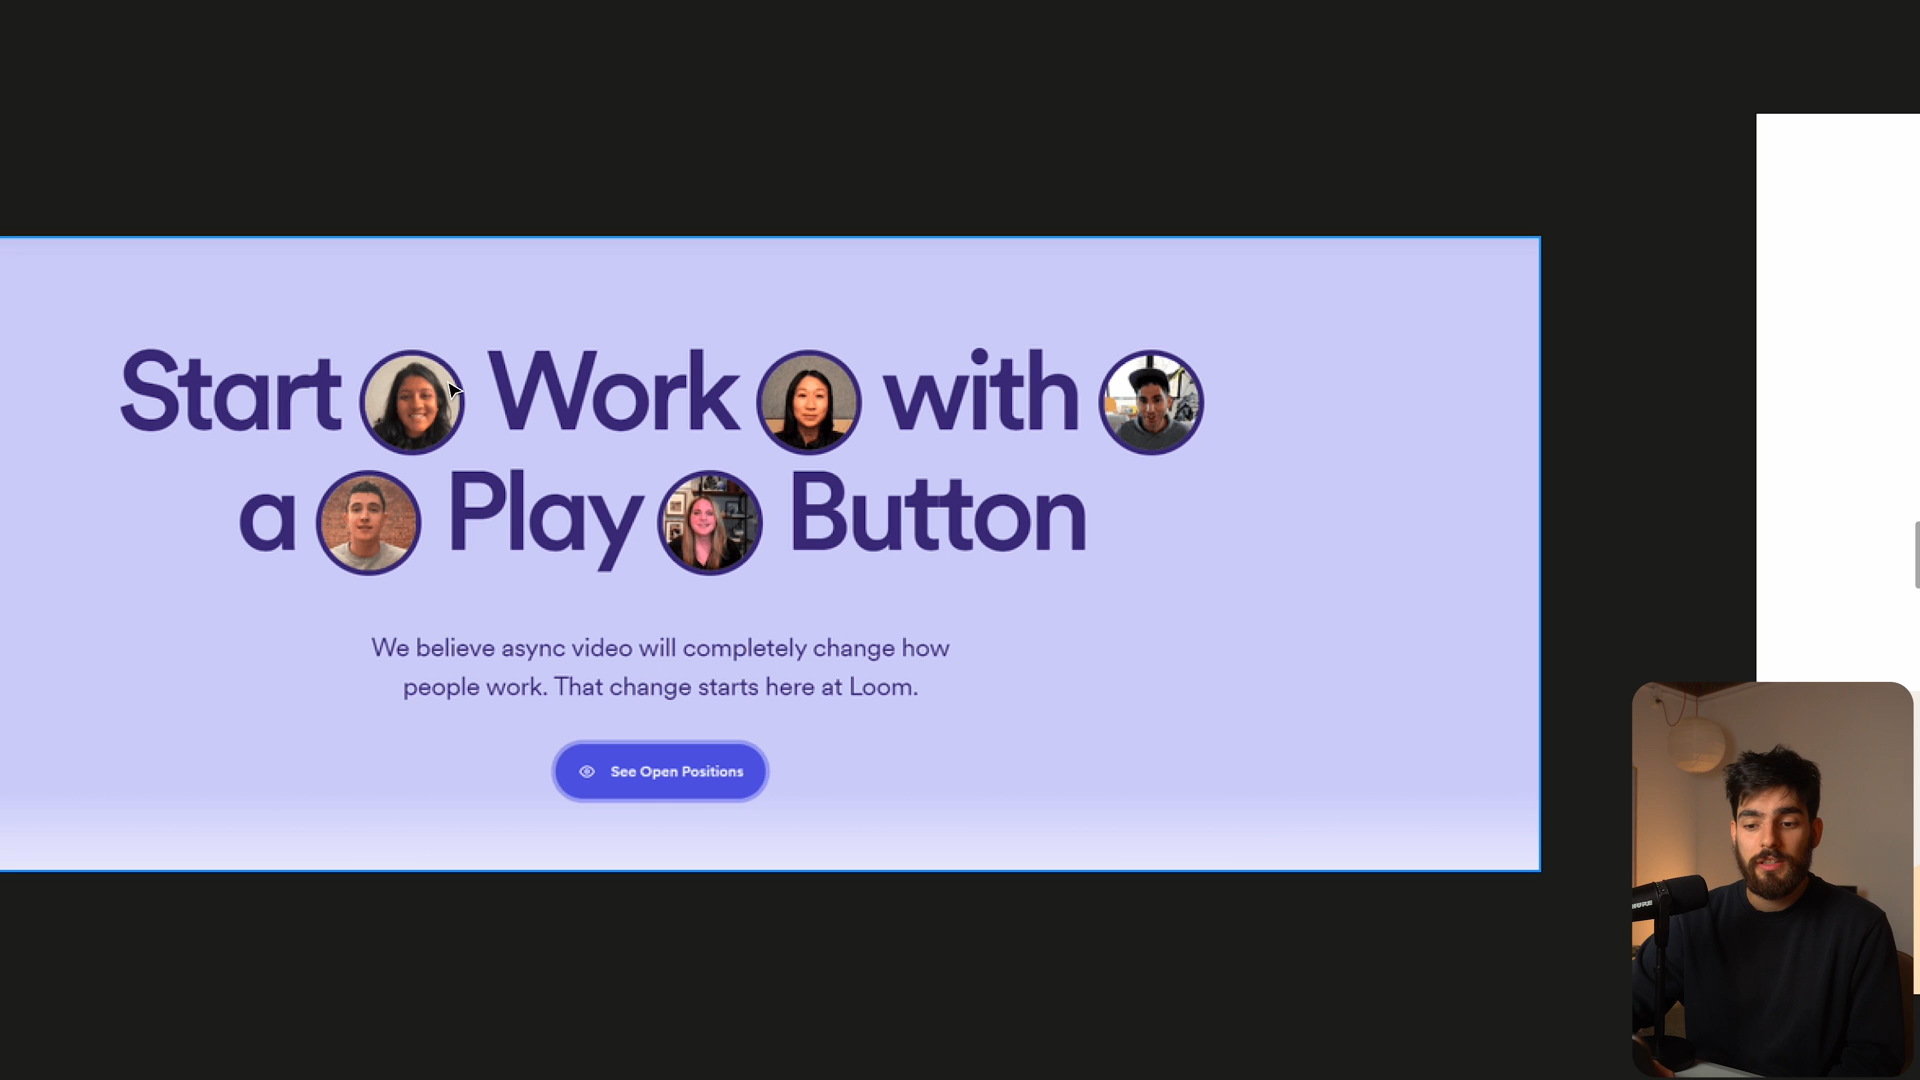 Start Work with
a Play Button
We believe async video will completely change how
people work. That change starts here at Loom.
See Open Positions